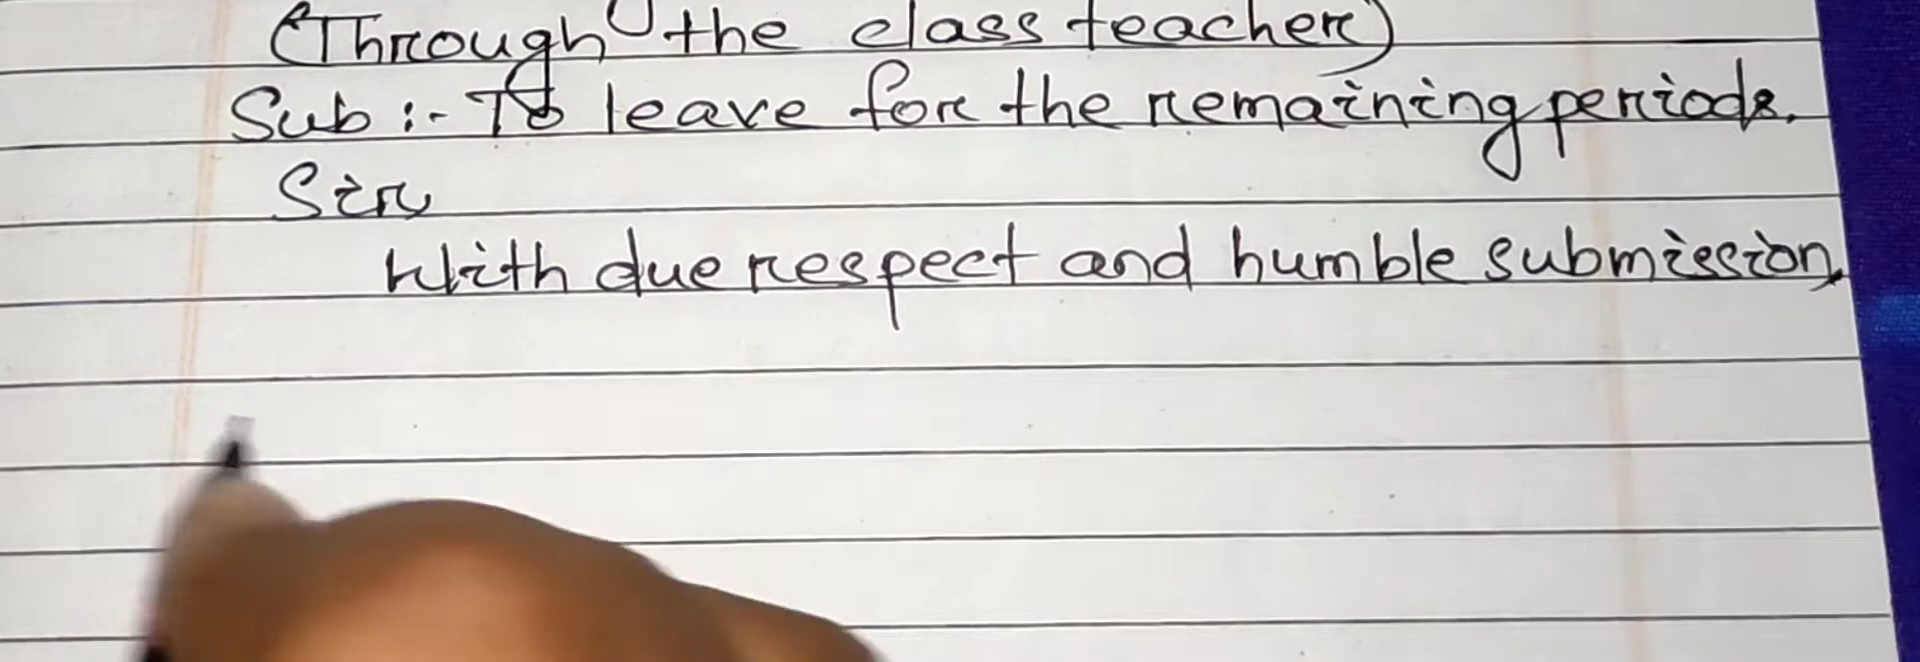 (Through the class teacher)
Sub :- To leave for the remaining periods.
Sir
With due respect and humble submission,